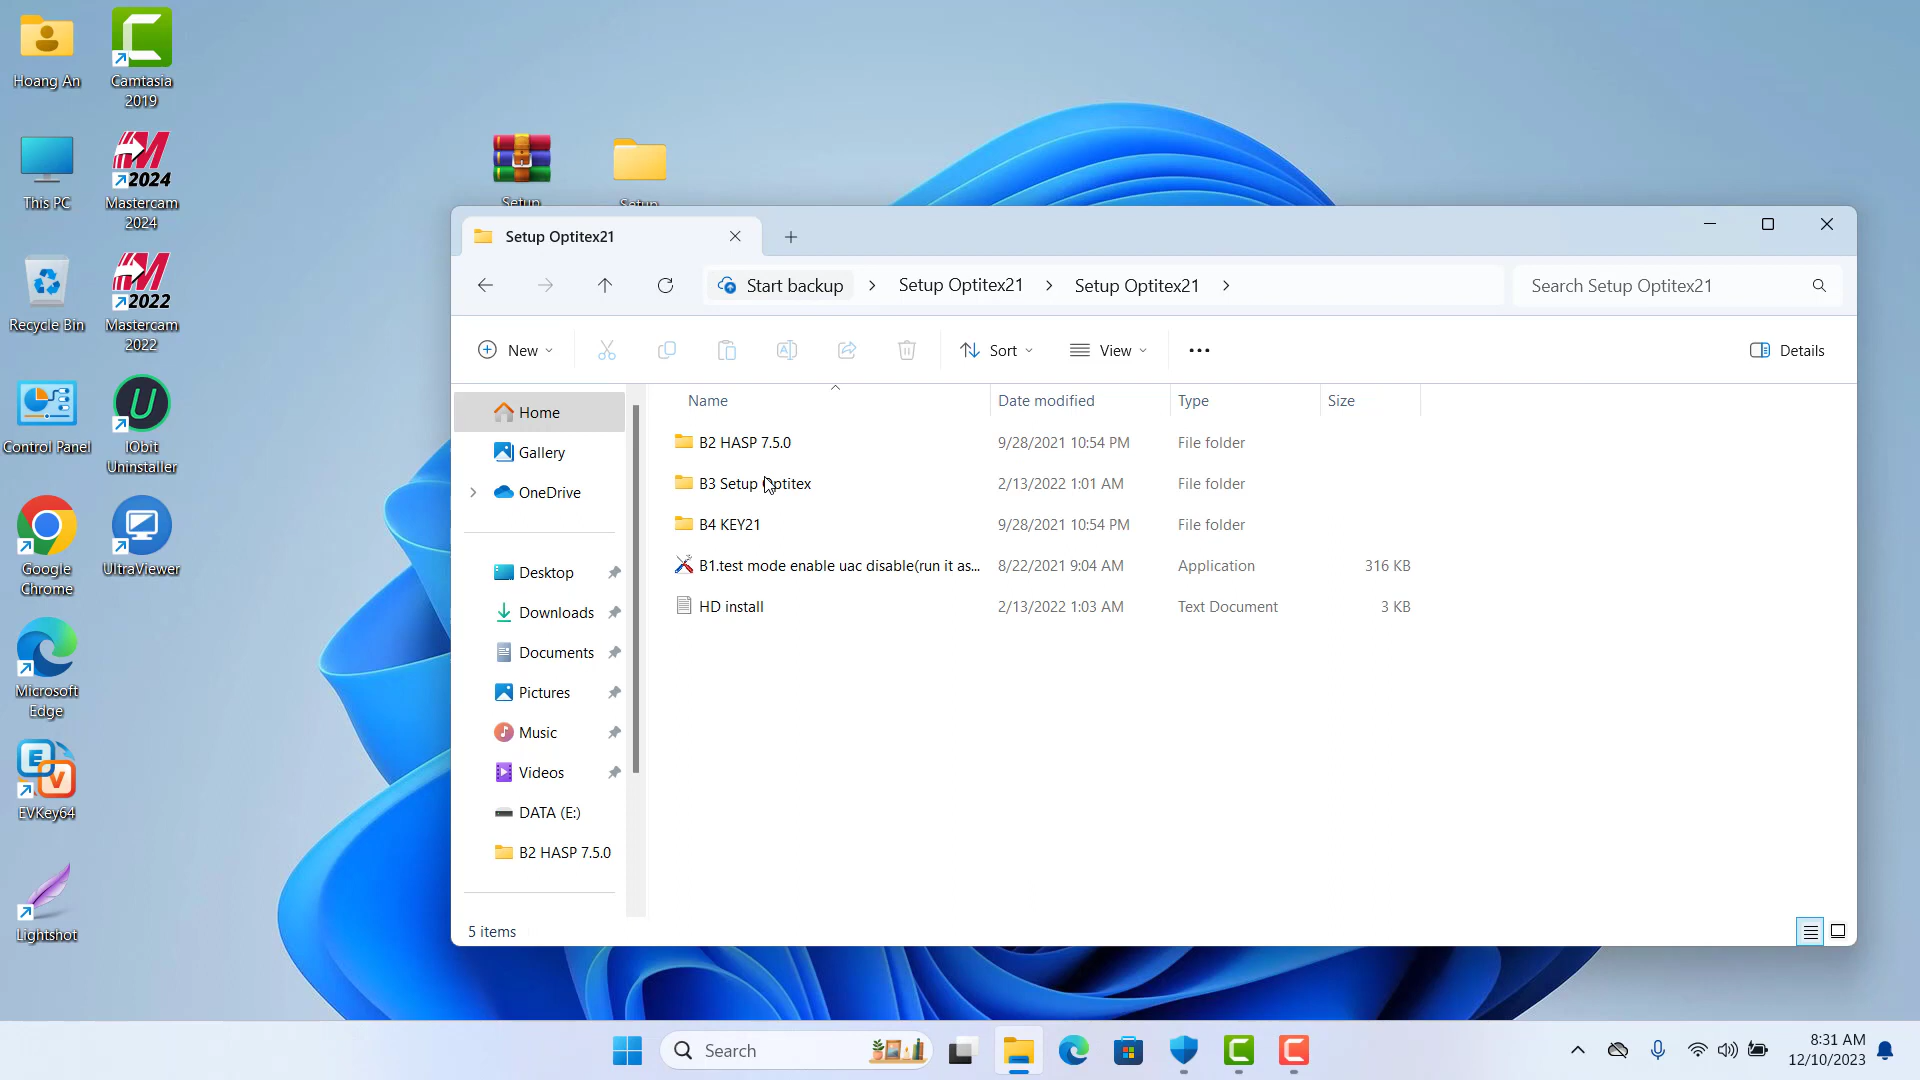 Hoang An
Camtasia
2019
This PC
2024
Mastercam
2024
Recycle Bin
2022
Mastercam
2022
Control Panel
IObit
Uninstaller
Google
Chrome
UltraViewer
Microsoft
Edge
EVKey64
Lightshot
Setup
Setup
Setup Optitex21
Start backup
Setup Optitex21
Setup Optitex21
Search Setup Optitex21
New
Sort
View
Details
Name
Date modified
Type
Size
B2 HASP 7.5.0
9/28/2021 10:54 PM
File folder
B3 Setup Optitex
2/13/2022 1:01 AM
File folder
B4 KEY21
9/28/2021 10:54 PM
File folder
B1.test mode enable uac disable(run it as...
8/22/2021 9:04 AM
Application
316 KB
HD install
2/13/2022 1:03 AM
Text Document
3 KB
Home
Gallery
OneDrive
Desktop
Downloads
Documents
Pictures
Music
Videos
DATA (E:)
B2 HASP 7.5.0
5 items
Search
8:31 AM
12/10/2023